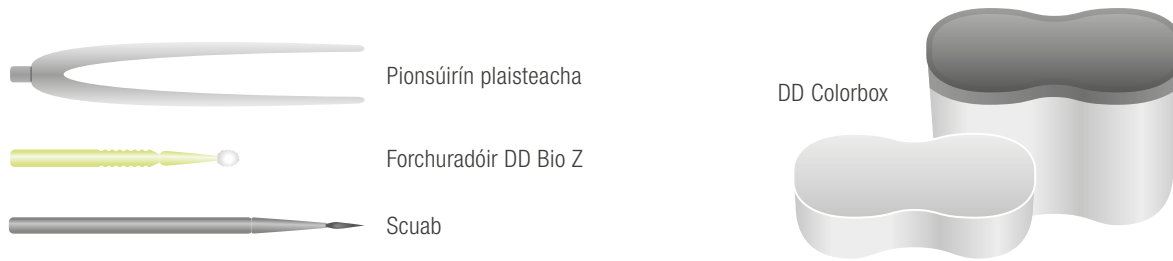 Pionsúirín plaisteacha
DD Colorbox
Forchuradóir DD Bio Z
Scuab